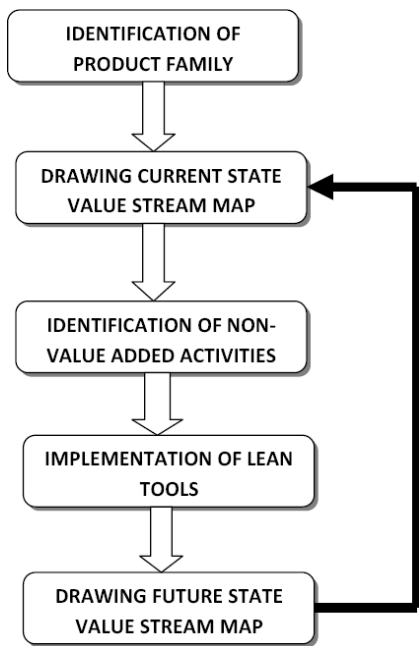 IDENTIFICATION OF
PRODUCT FAMILY
DRAWING CURRENT STATE
VALUE STREAM MAP
IDENTIFICATION OF NON-
VALUE ADDED ACTIVITIES
IMPLEMENTATION OF LEAN
TOOLS
DRAWING FUTURE STATE
VALUE STREAM MAP